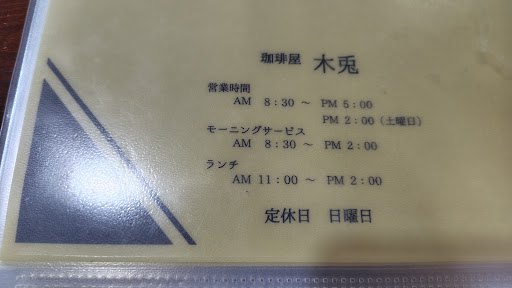 珈琲屋 木兎
営業時間
AM 8:30 ~ PM 5:00
PM 2:00 (土曜日)
モーニングサービス
AM 8:30 ~ PM 2:00
ランチ
AM 11:00 ~ PM 2:00
定休日 日曜日